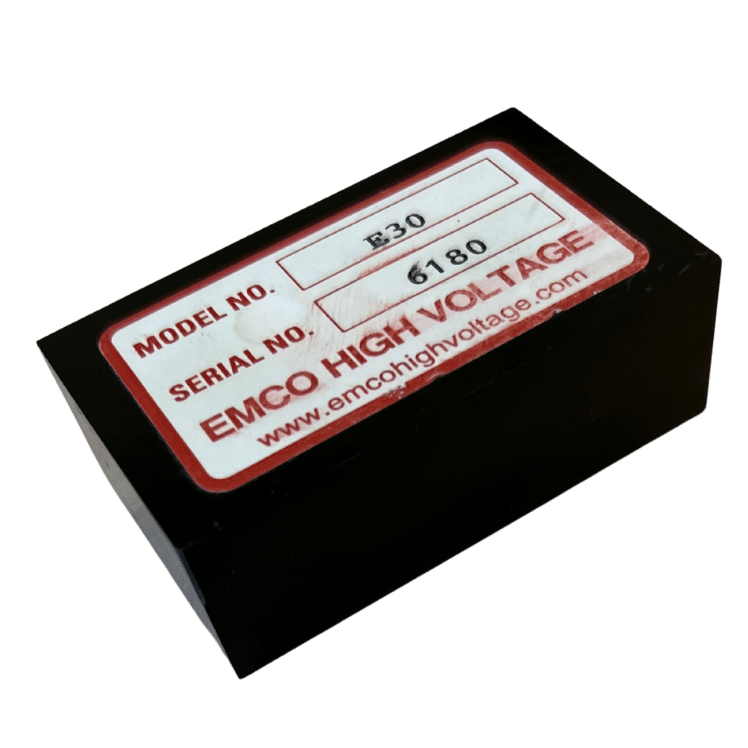 MODEL NO. E30
SERIAL NO. 6180
EMCO HIGH VOLTAGE
www.emcohighvoltage.com